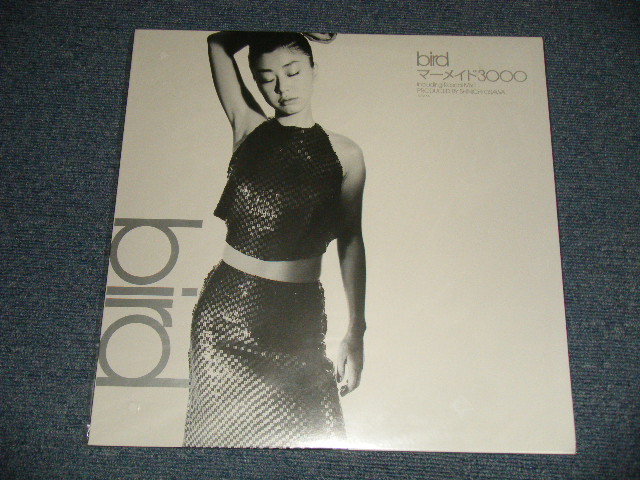 bird
マーメイド3000
PRODUCED BY SHINICHI OSAWA
bird